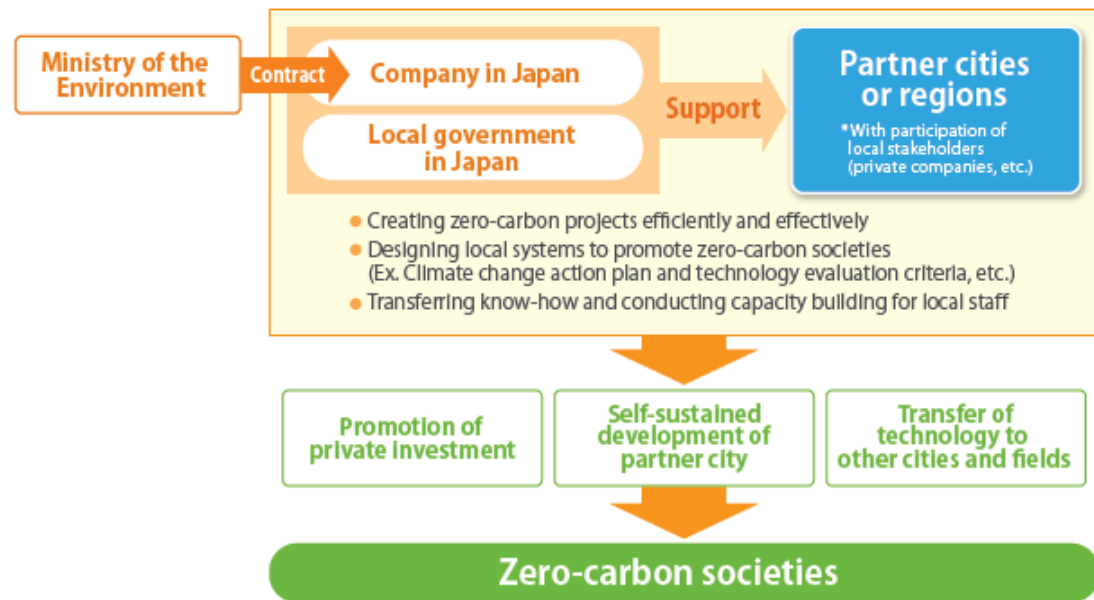 Ministry of the
Environment
Contract
Company in Japan
Local government
in Japan
Support
Partner cities
or regions
*With participation of
local stakeholders
(private companies, etc.)
● Creating zero-carbon projects efficiently and effectively
● Designing local systems to promote zero-carbon societies
(Ex. Climate change action plan and technology evaluation criteria, etc.)
● Transferring know-how and conducting capacity building for local staff
Promotion of
private investment
Self-sustained
development of
partner city
Transfer of
technology to
other cities and fields
Zero-carbon societies